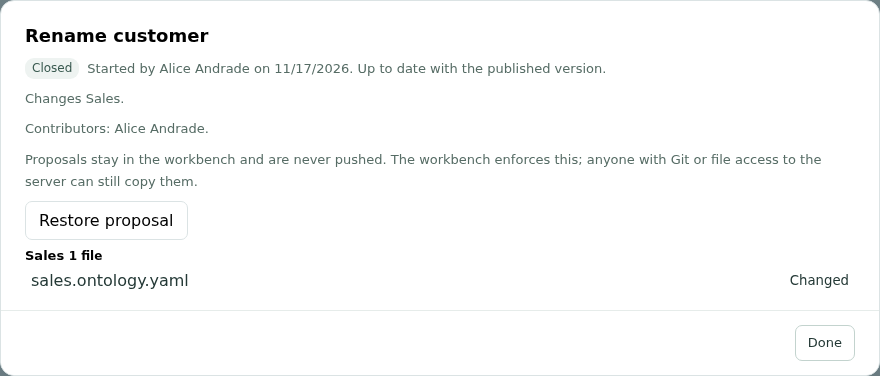 Rename customer
Closed Started by Alice Andrade on 11/17/2026. Up to date with the published version.
Changes Sales.
Contributors: Alice Andrade.
Proposals stay in the workbench and are never pushed. The workbench enforces this; anyone with Git or file access to the
server can still copy them.
Restore proposal
Sales 1 file
sales.ontology.yaml Changed
Done